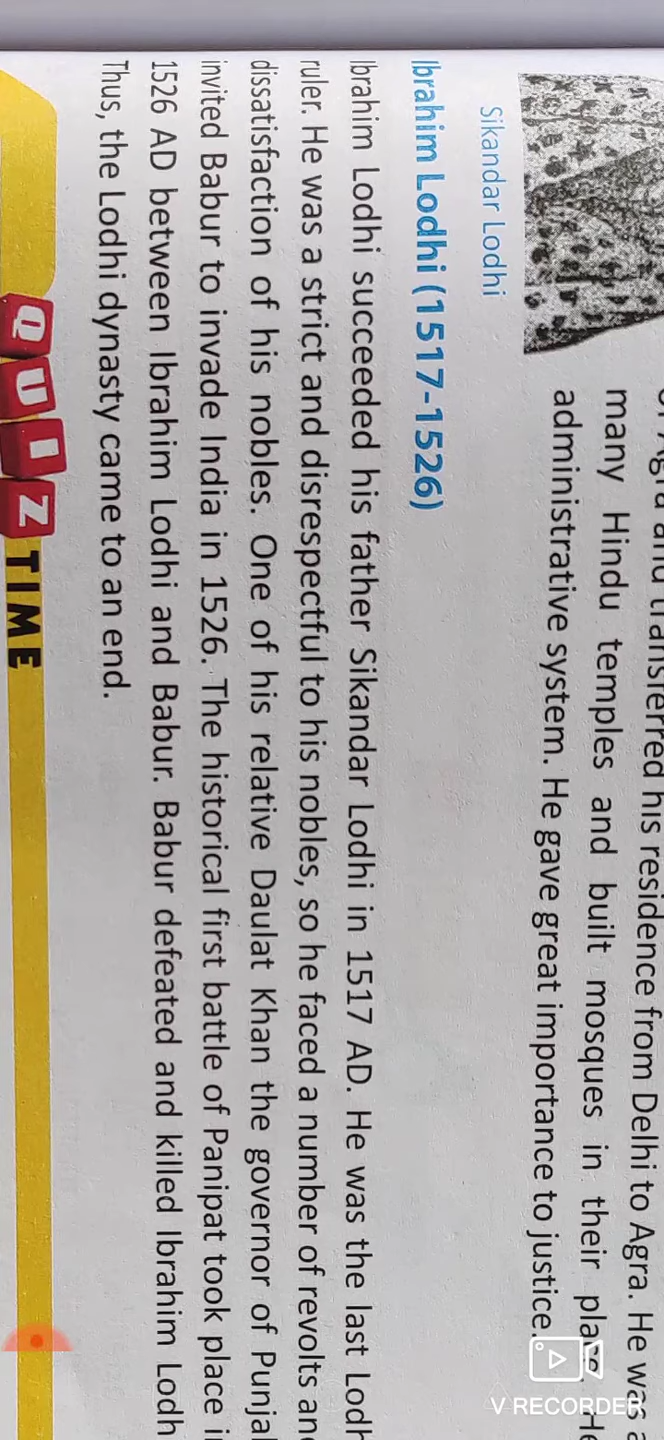 transferred his residence from Delhi to Agra. He was
many Hindu temples and built mosques in their place. He
administrative system. He gave great importance to justice.
Sikandar Lodhi
Ibrahim Lodhi (1517-1526)
Ibrahim Lodhi succeeded his father Sikandar Lodhi in 1517 AD. He was the last Lodh
ruler. He was a strict and disrespectful to his nobles, so he faced a number of revolts an
dissatisfaction of his nobles. One of his relative Daulat Khan the governor of Punja
invited Babur to invade India in 1526. The historical first battle of Panipat took place i
1526 AD between Ibrahim Lodhi and Babur. Babur defeated and killed Ibrahim Lodh
Thus, the Lodhi dynasty came to an end.
QUIZ TIME
V RECORDER